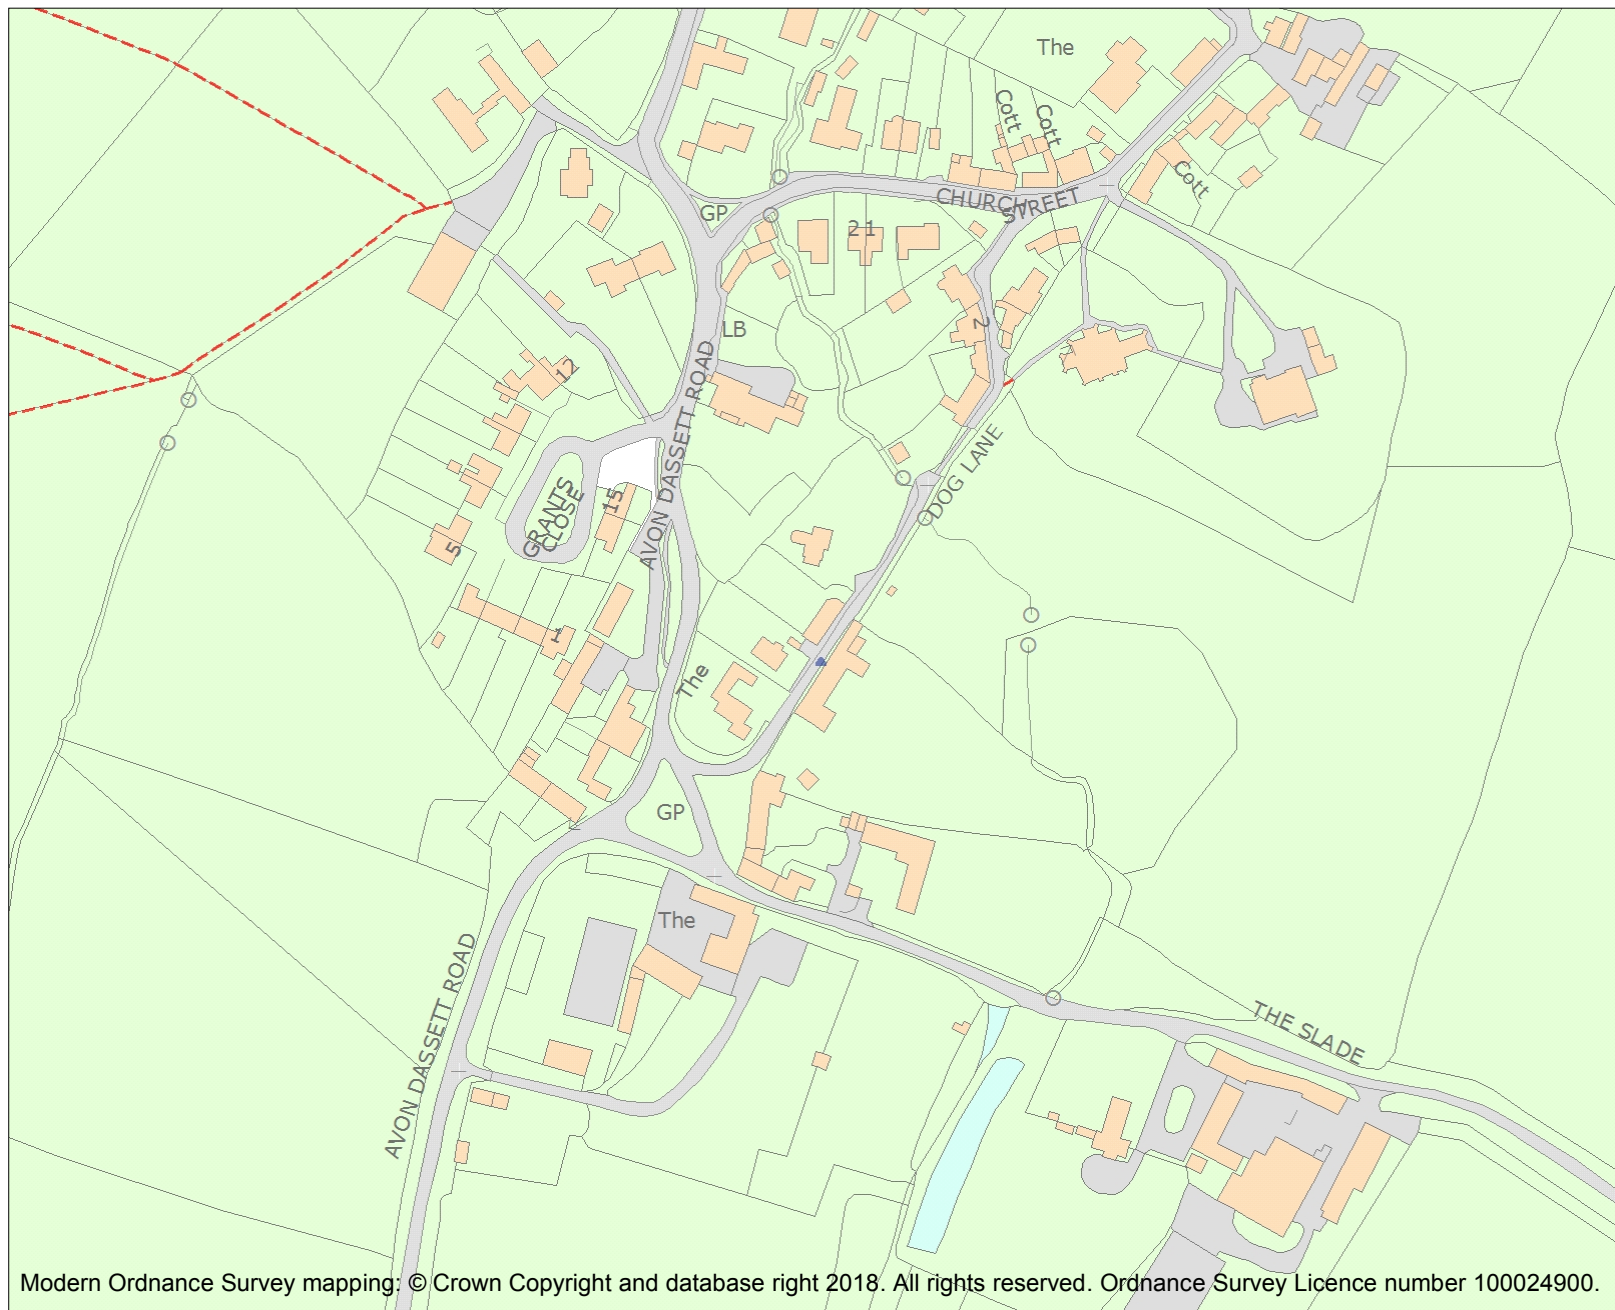 The
Cott
Cott
Cott
CHURCH
STREET
GP
21
LB
2
12
AVON DASSETT ROAD
DOG LANE
GRANTS
CLOSE
15
5
1
The
GP
The
AVON DASSETT ROAD
THE SLADE
Modern Ordnance Survey mapping: © Crown Copyright and database right 2018. All rights reserved. Ordnance Survey Licence number 100024900.